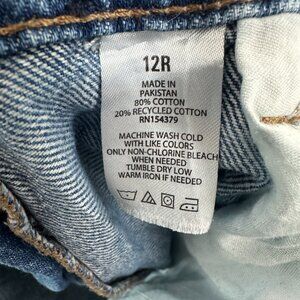 12R
MADE IN
PAKISTAN
80% COTTON
20% RECYCLED COTTON
RN154379
MACHINE WASH COLD
WITH LIKE COLORS
ONLY NON-CHLORINE BLEACH
WHEN NEEDED
TUMBLE DRY LOW
WARM IRON IF NEEDED